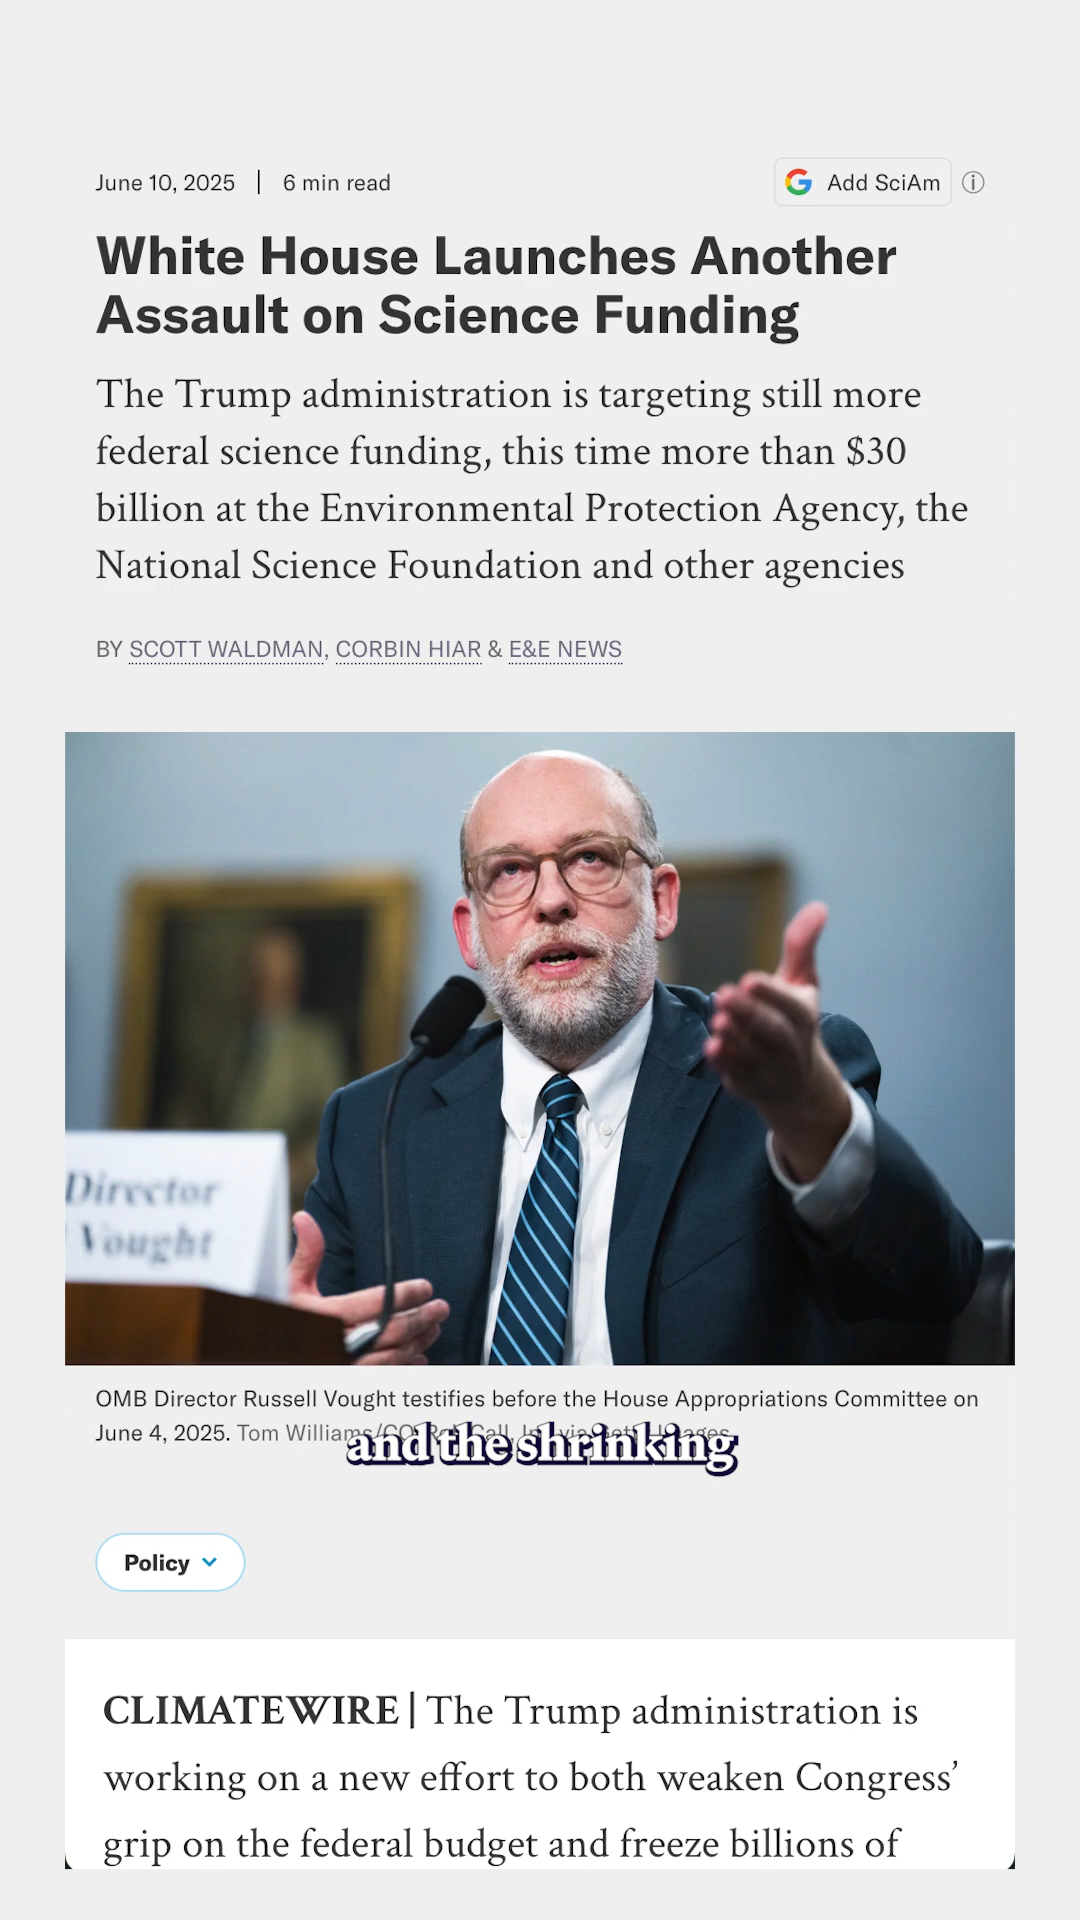 June 10, 2025 | 6 min read
Add SciAm
White House Launches Another
Assault on Science Funding
The Trump administration is targeting still more
federal science funding, this time more than $30
billion at the Environmental Protection Agency, the
National Science Foundation and other agencies
BY SCOTT WALDMAN, CORBIN HIAR & E&E NEWS
Director
Vought
OMB Director Russell Vought testifies before the House Appropriations Committee on
June 4, 2025. Tom Williams/CQ Roll Call, Inc via Getty Images
and the shrinking
Policy
CLIMATEWIRE | The Trump administration is
working on a new effort to both weaken Congress’
grip on the federal budget and freeze billions of